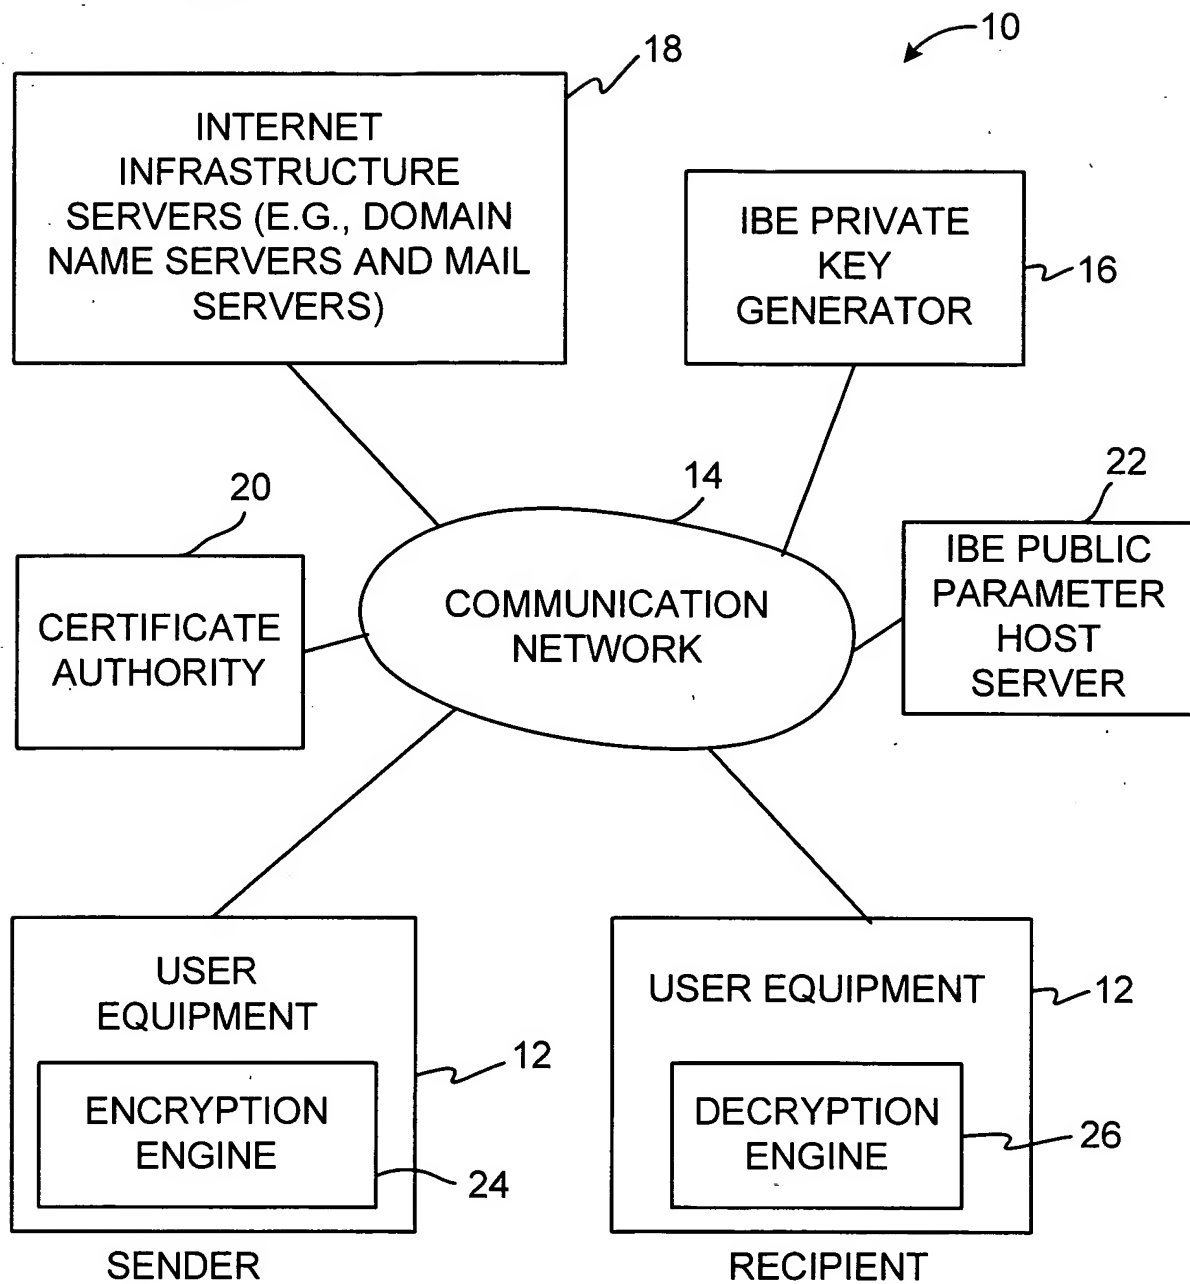 10
18
INTERNET
INFRASTRUCTURE
SERVERS (E.G., DOMAIN
NAME SERVERS AND MAIL
SERVERS)
IBE PRIVATE
KEY
GENERATOR
16
20
14
22
CERTIFICATE
AUTHORITY
COMMUNICATION
NETWORK
IBE PUBLIC
PARAMETER
HOST
SERVER
USER
EQUIPMENT
12
ENCRYPTION
ENGINE
24
SENDER
USER EQUIPMENT
12
DECRYPTION
ENGINE
26
RECIPIENT